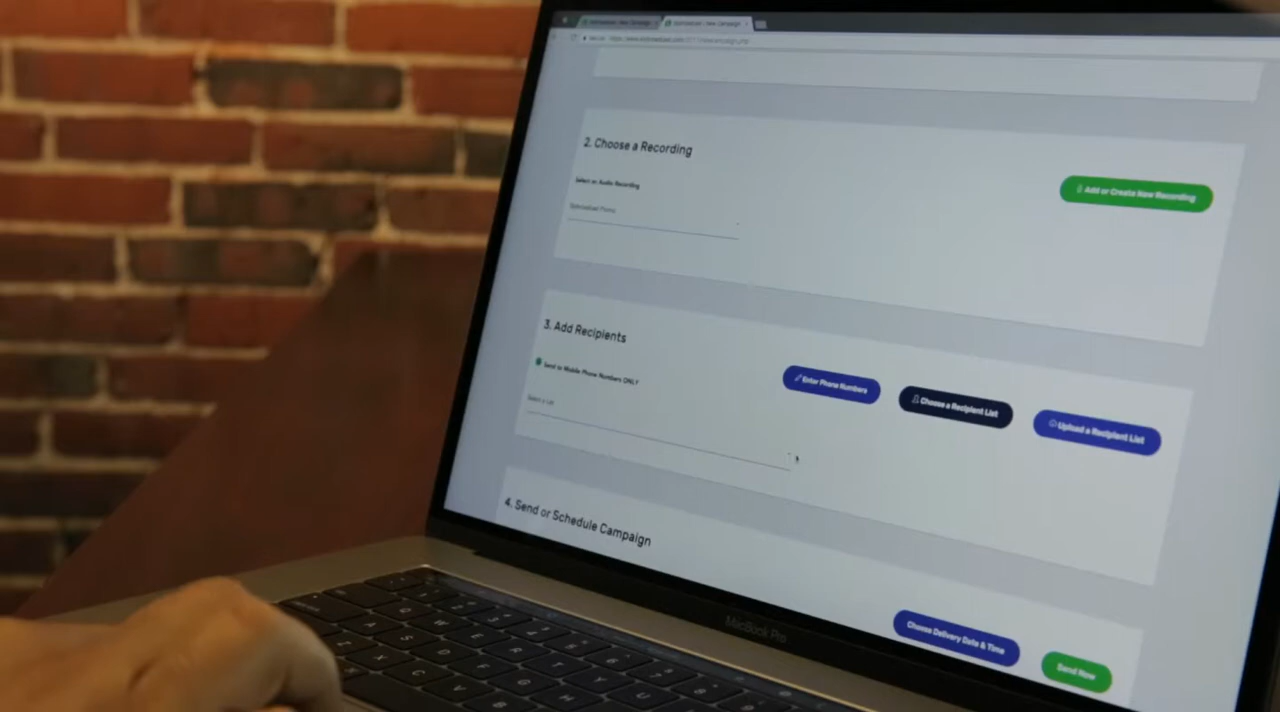 2. Choose a Recording
Select an Audio Recording
Add or Create New Recording
3. Add Recipients
Send to Mobile Phone Numbers ONLY
Enter Phone Numbers
Choose a Recipient List
Upload a Recipient List
Select a List
4. Send or Schedule Campaign
Choose Delivery Date & Time
Send Now
MacBook Pro